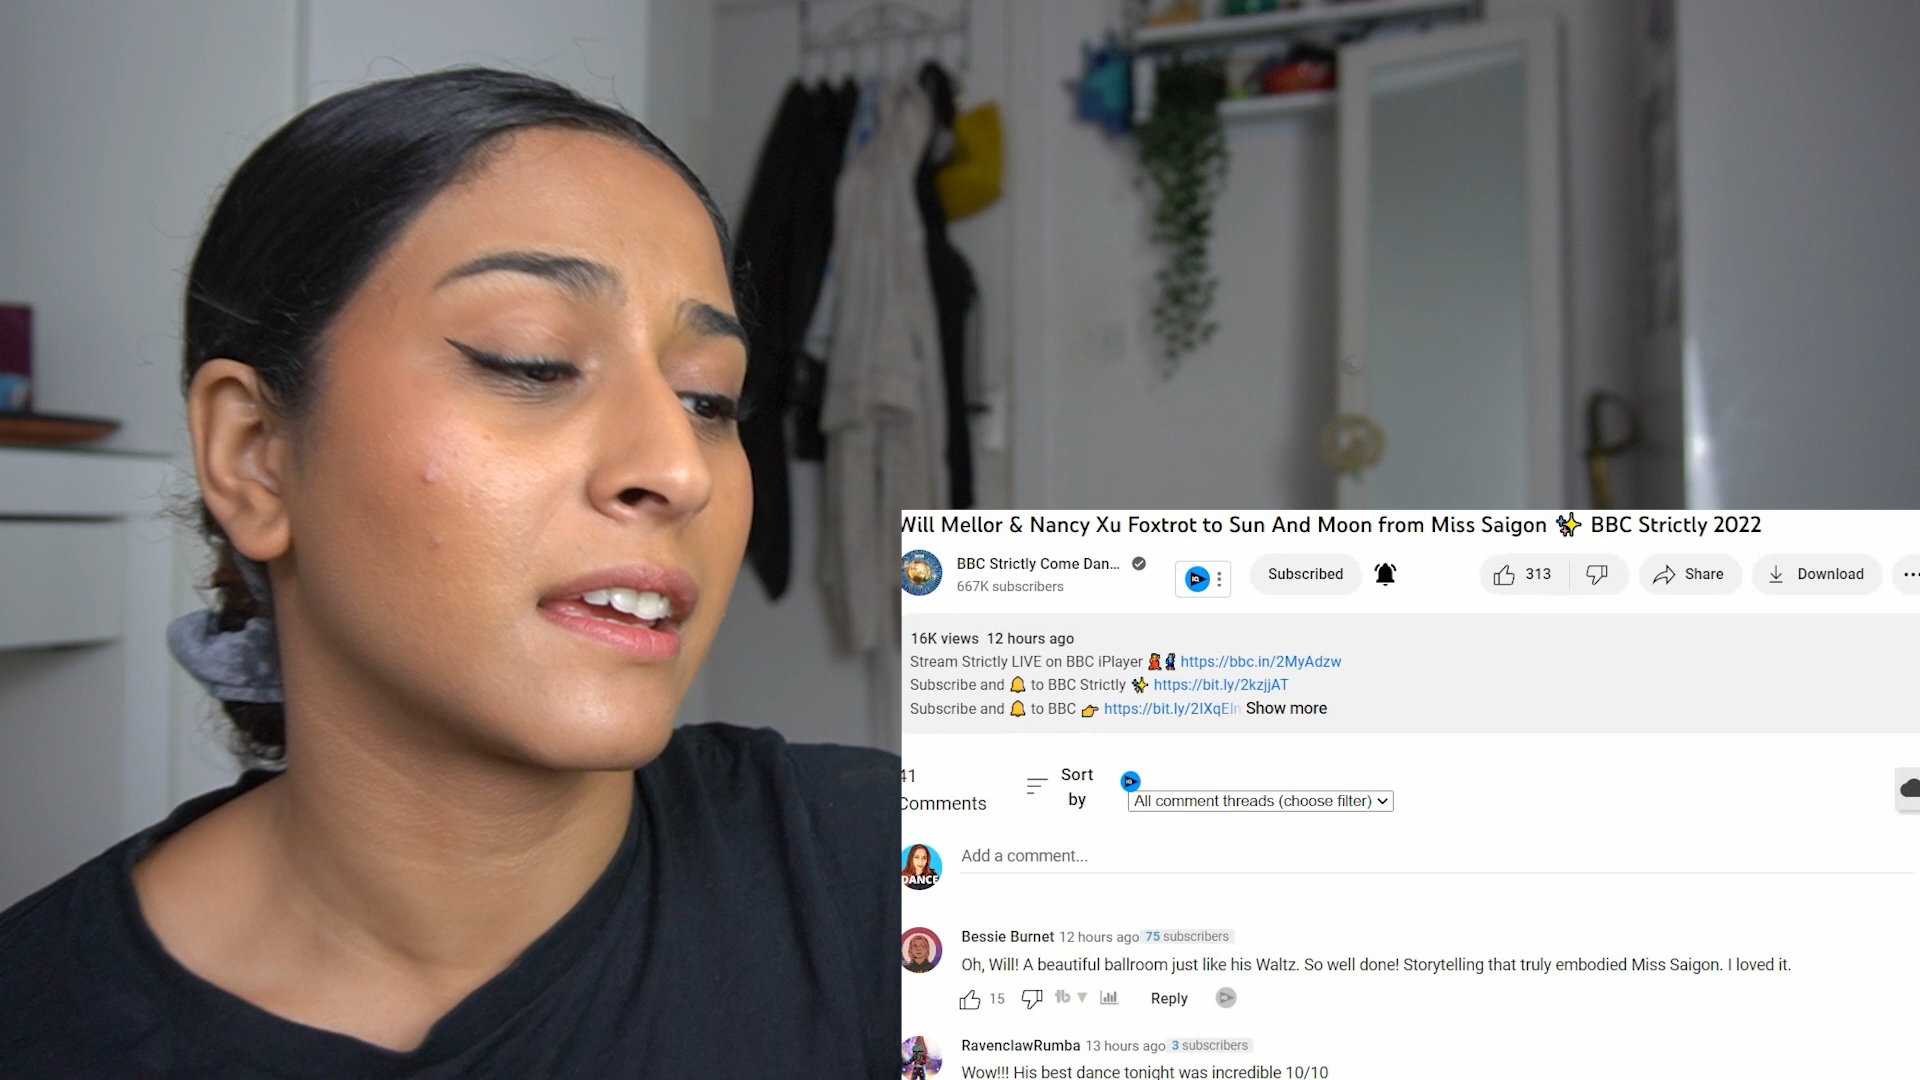 Will Mellor & Nancy Xu Foxtrot to Sun And Moon from Miss Saigon ✨ BBC Strictly 2022
BBC Strictly Come Dan...
667K subscribers
Subscribed
313
Share
Download
16K views 12 hours ago
Stream Strictly LIVE on BBC iPlayer https://bbc.in/2MyAdzw
Subscribe and 🔔 to BBC Strictly ✨ https://bit.ly/2kzjjAT
Subscribe and 🔔 to BBC 👉 https://bit.ly/2IXqEIn Show more
41
Comments
Sort
by
All comment threads (choose filter)
Add a comment...
DANCE
Bessie Burnet 12 hours ago 75 subscribers
Oh, Will! A beautiful ballroom just like his Waltz. So well done! Storytelling that truly embodied Miss Saigon. I loved it.
15
Reply
RavenclawRumba 13 hours ago 3 subscribers
Wow!!! His best dance tonight was incredible 10/10